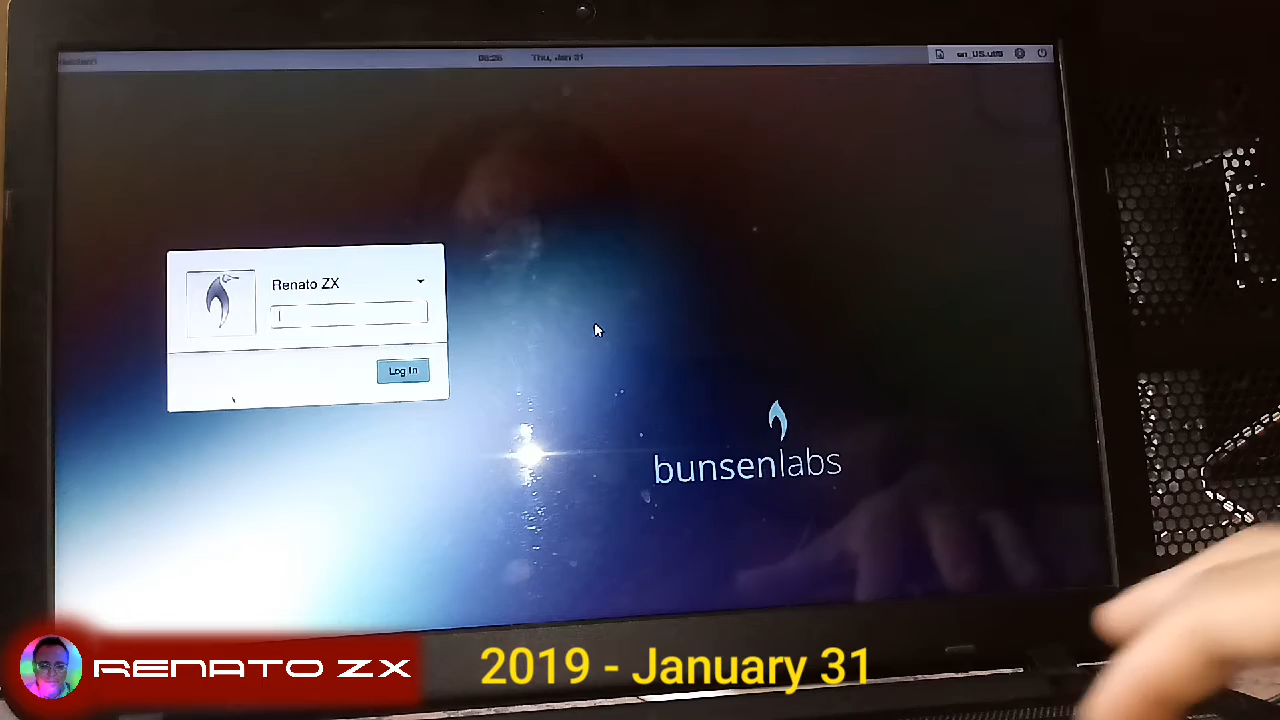 Thu, Jan 31
en_US.utf8
Renato ZX
Log In
bunsenlabs
RENATO ZX
2019 - January 31